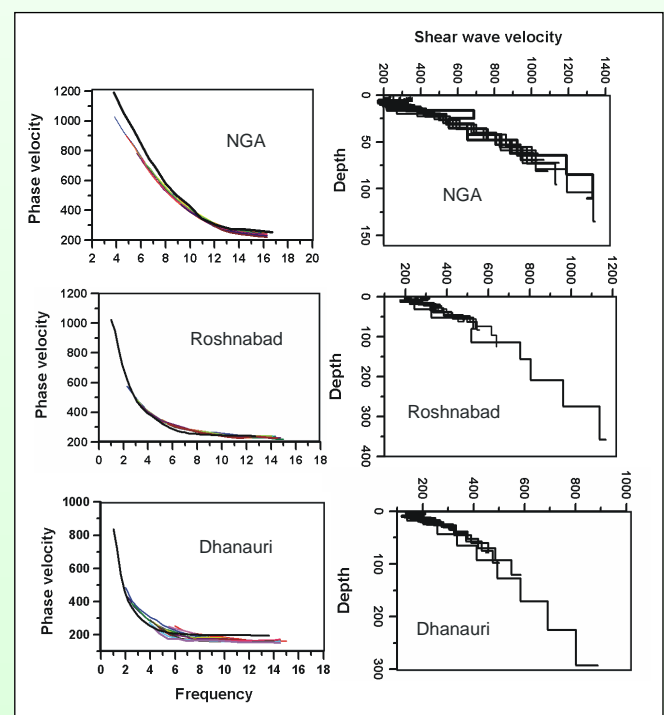 Shear wave velocity
200 400 600 800 1000 1200 1400
1200
1000
800
600
400
200
Phase velocity
NGA
2 4 6 8 10 12 14 16 18 20
0
50
100
150
Depth
NGA
200 400 600 800 1000 1200
1200
1000
800
600
400
200
Phase velocity
Roshnabad
0 2 4 6 8 10 12 14 16 18
0
100
200
300
400
Depth
Roshnabad
200 400 600 800 1000
1000
800
600
400
200
Phase velocity
Dhanauri
0 2 4 6 8 10 12 14 16 18
Frequency
0
100
200
300
Depth
Dhanauri